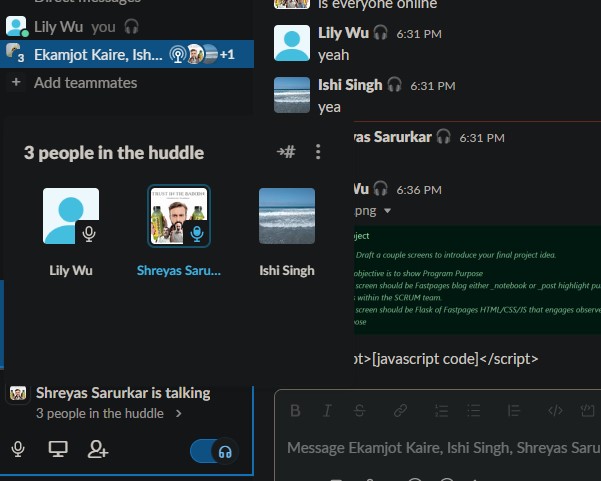 Direct messages
Lily Wu you
3 Ekamjot Kaire, Ish... +1
+ Add teammates
3 people in the huddle
Lily Wu
Shreyas Saru...
Ishi Singh
Shreyas Sarurkar is talking
3 people in the huddle
is everyone online
Lily Wu 6:31 PM
yeah
Ishi Singh 6:31 PM
yea
yas Sarurkar 6:31 PM
Wu 6:36 PM
png
oject
Draft a couple screens to introduce your final project idea.
objective is to show Program Purpose
screen should be Fastpages blog either _notebook or _post highlight pu
s within the SCRUM team.
screen should be Flask of Fastpages HTML/CSS/JS that engages observe
pose
pt>[javascript code]</script>
Message Ekamjot Kaire, Ishi Singh, Shreyas Saru